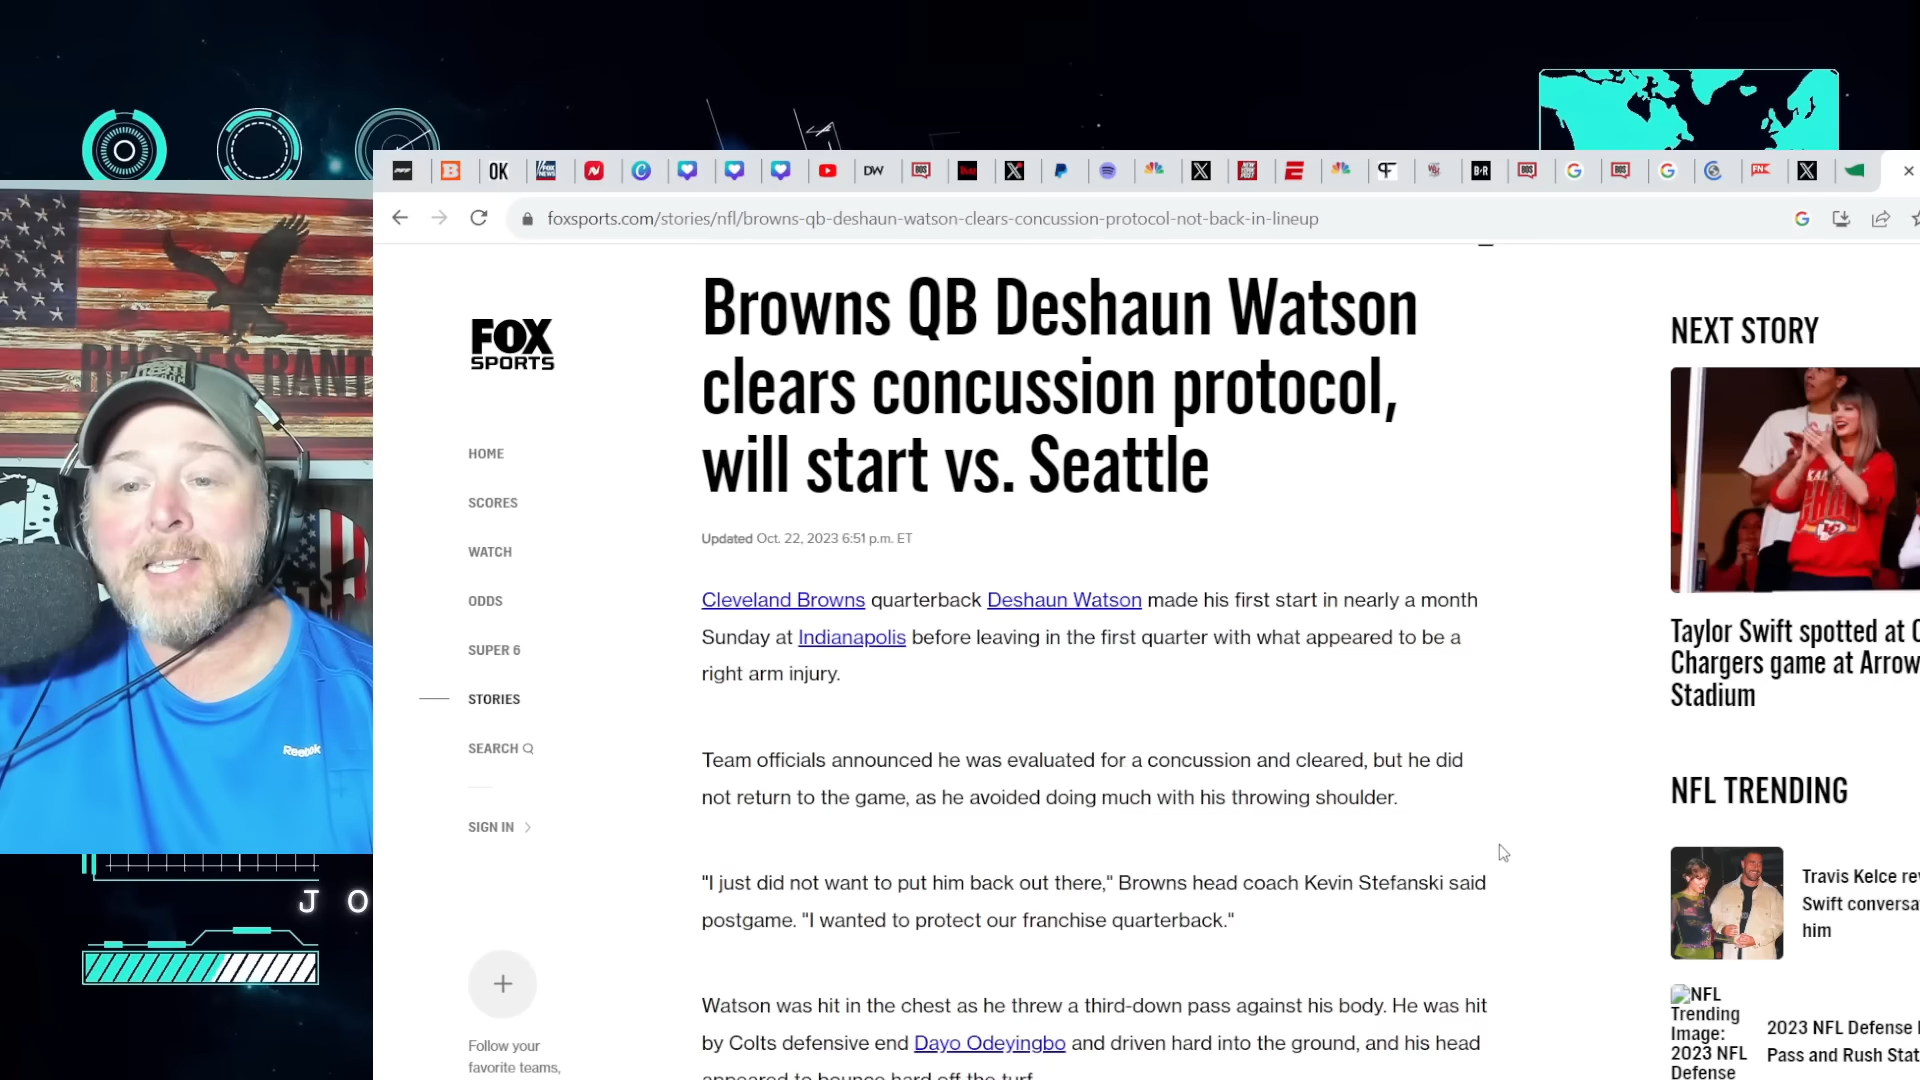 OK
FOX NEWS
DW
BOS
BOS
B/R
BOS
FNK
foxsports.com/stories/nfl/browns-qb-deshaun-watson-clears-concussion-protocol-not-back-in-lineup
FOX
SPORTS
HOME
SCORES
WATCH
ODDS
SUPER 6
STORIES
SEARCH
SIGN IN
Follow your
favorite teams,
Browns QB Deshaun Watson
clears concussion protocol,
will start vs. Seattle
Updated Oct. 22, 2023 6:51 p.m. ET
Cleveland Browns quarterback Deshaun Watson made his first start in nearly a month
Sunday at Indianapolis before leaving in the first quarter with what appeared to be a
right arm injury.
Team officials announced he was evaluated for a concussion and cleared, but he did
not return to the game, as he avoided doing much with his throwing shoulder.
"I just did not want to put him back out there," Browns head coach Kevin Stefanski said
postgame. "I wanted to protect our franchise quarterback."
Watson was hit in the chest as he threw a third-down pass against his body. He was hit
by Colts defensive end Dayo Odeyingbo and driven hard into the ground, and his head
appeared to bounce hard off the turf.
NEXT STORY
Taylor Swift spotted at C
Chargers game at Arrow
Stadium
NFL TRENDING
Travis Kelce re
Swift conversa
him
NFL
Trending
Image:
2023 NFL
Defense
2023 NFL Defense
Pass and Rush Stat
RHODES RANT
Reebok
J O